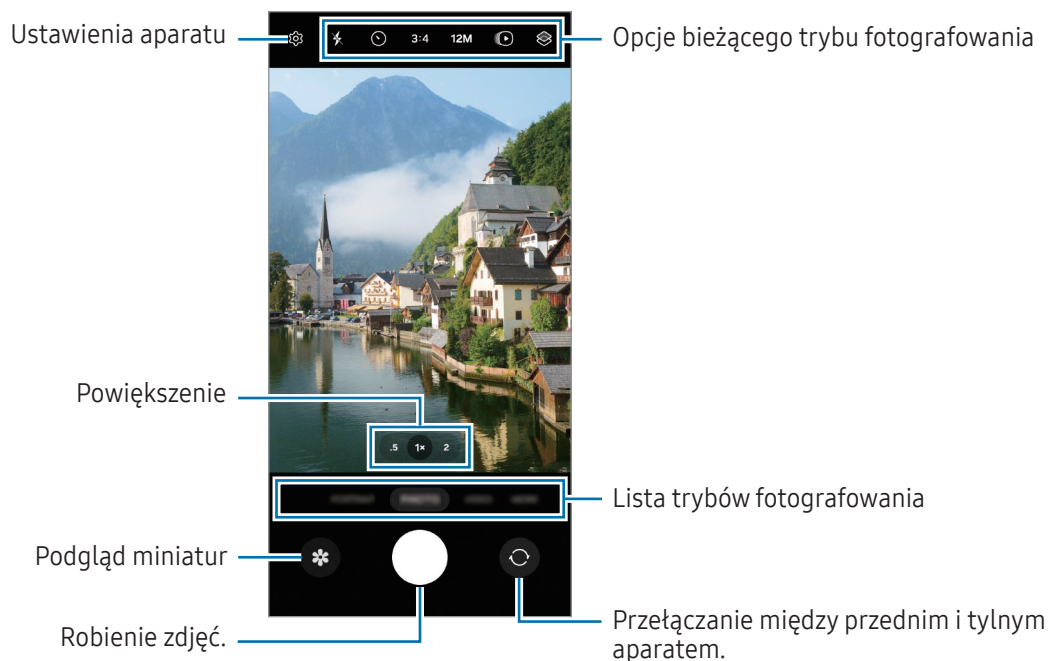 Ustawienia aparatu
3:4 12M
Opcje bieżącego trybu fotografowania
Powiększenie
.5 1× 2
Lista trybów fotografowania
Podgląd miniatur
Robienie zdjęć.
Przełączanie między przednim i tylnym
aparatem.